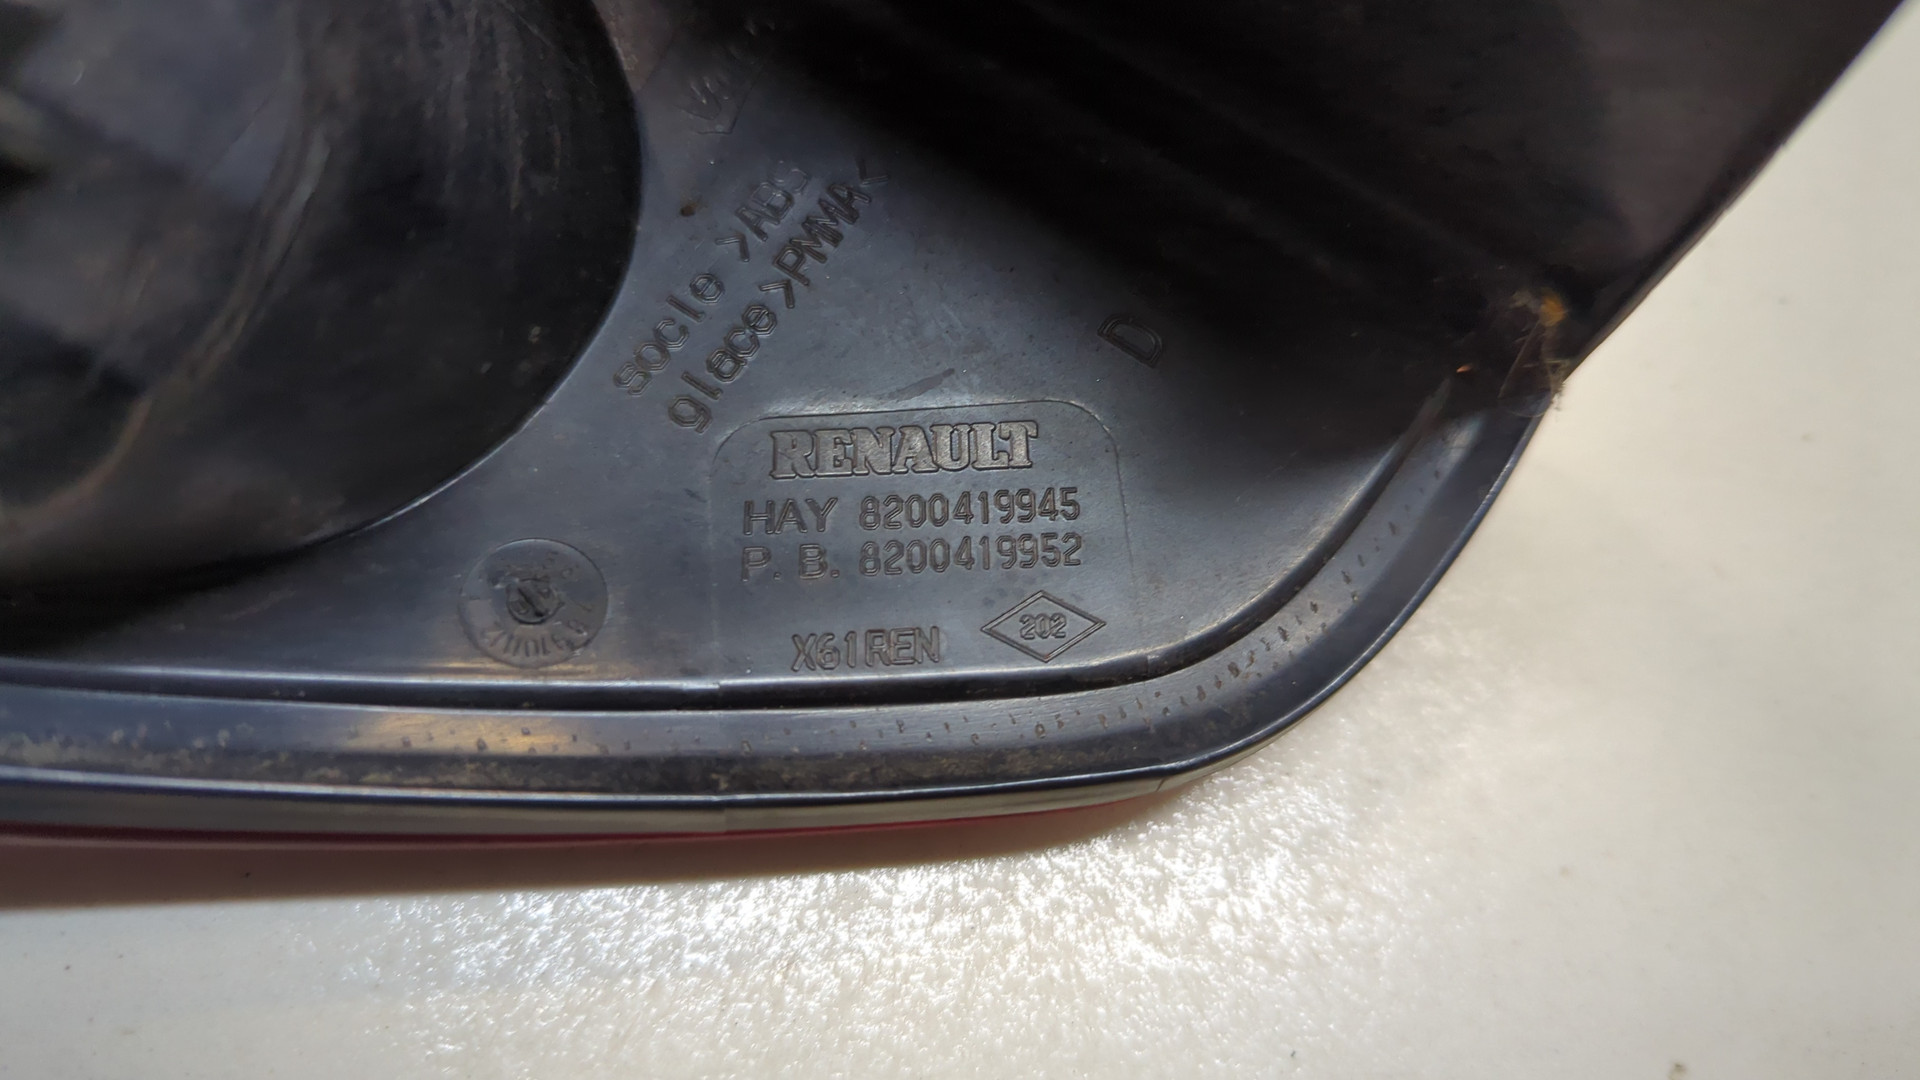 socle >ABS
glace >PMMA<
D
RENAULT
HAY 8200419945
P. B. 8200419952
X61REN
202